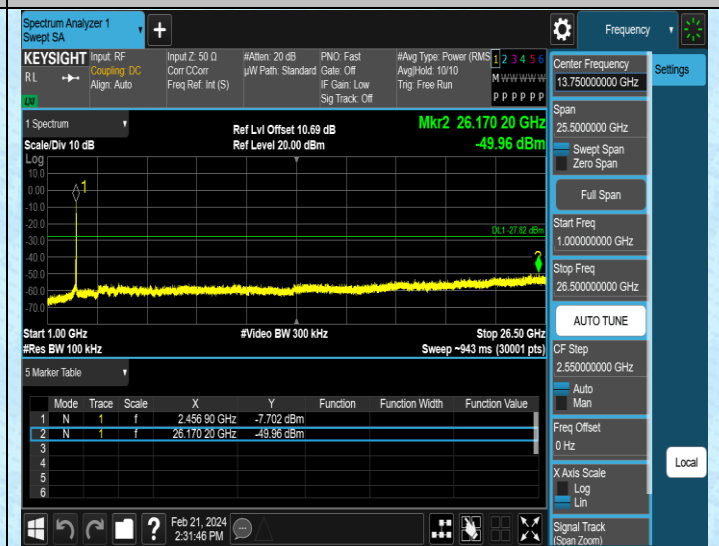 Spectrum Analyzer 1
Swept SA
Frequency
KEYSIGHT
R L
Input: RF
Coupling: DC
Align: Auto
Input Z: 50 Ω
Corr CCorr
Freq Ref: Int (S)
#Atten: 20 dB
µW Path: Standard
PNO: Fast
Gate: Off
IF Gain: Low
Sig Track: Off
#Avg Type: Power (RMS
Avg|Hold: 10/10
Trig: Free Run
1 2 3 4 5 6
M W W W W W
P P P P P P
1 Spectrum
Scale/Div 10 dB
Ref Lvl Offset 10.69 dB
Ref Level 20.00 dBm
Mkr2 26.170 20 GHz
-49.96 dBm
Log
10.0
0.00
-10.0
-20.0
-30.0
-40.0
-50.0
-60.0
-70.0
1
2
DL1 -27.82 dBm
Start 1.00 GHz
#Res BW 100 kHz
#Video BW 300 kHz
Stop 26.50 GHz
Sweep ~943 ms (30001 pts)
5 Marker Table
Mode Trace Scale X Y Function Function Width Function Value
1 N 1 f 2.456 90 GHz -7.702 dBm
2 N 1 f 26.170 20 GHz -49.96 dBm
3
4
5
6
Feb 21, 2024
2:31:46 PM
Center Frequency
13.750000000 GHz
Span
25.5000000 GHz
Swept Span
Zero Span
Full Span
Start Freq
1.000000000 GHz
Stop Freq
26.500000000 GHz
AUTO TUNE
CF Step
2.550000000 GHz
Auto
Man
Freq Offset
0 Hz
X Axis Scale
Log
Lin
Signal Track
(Span Zoom)
Settings
Local